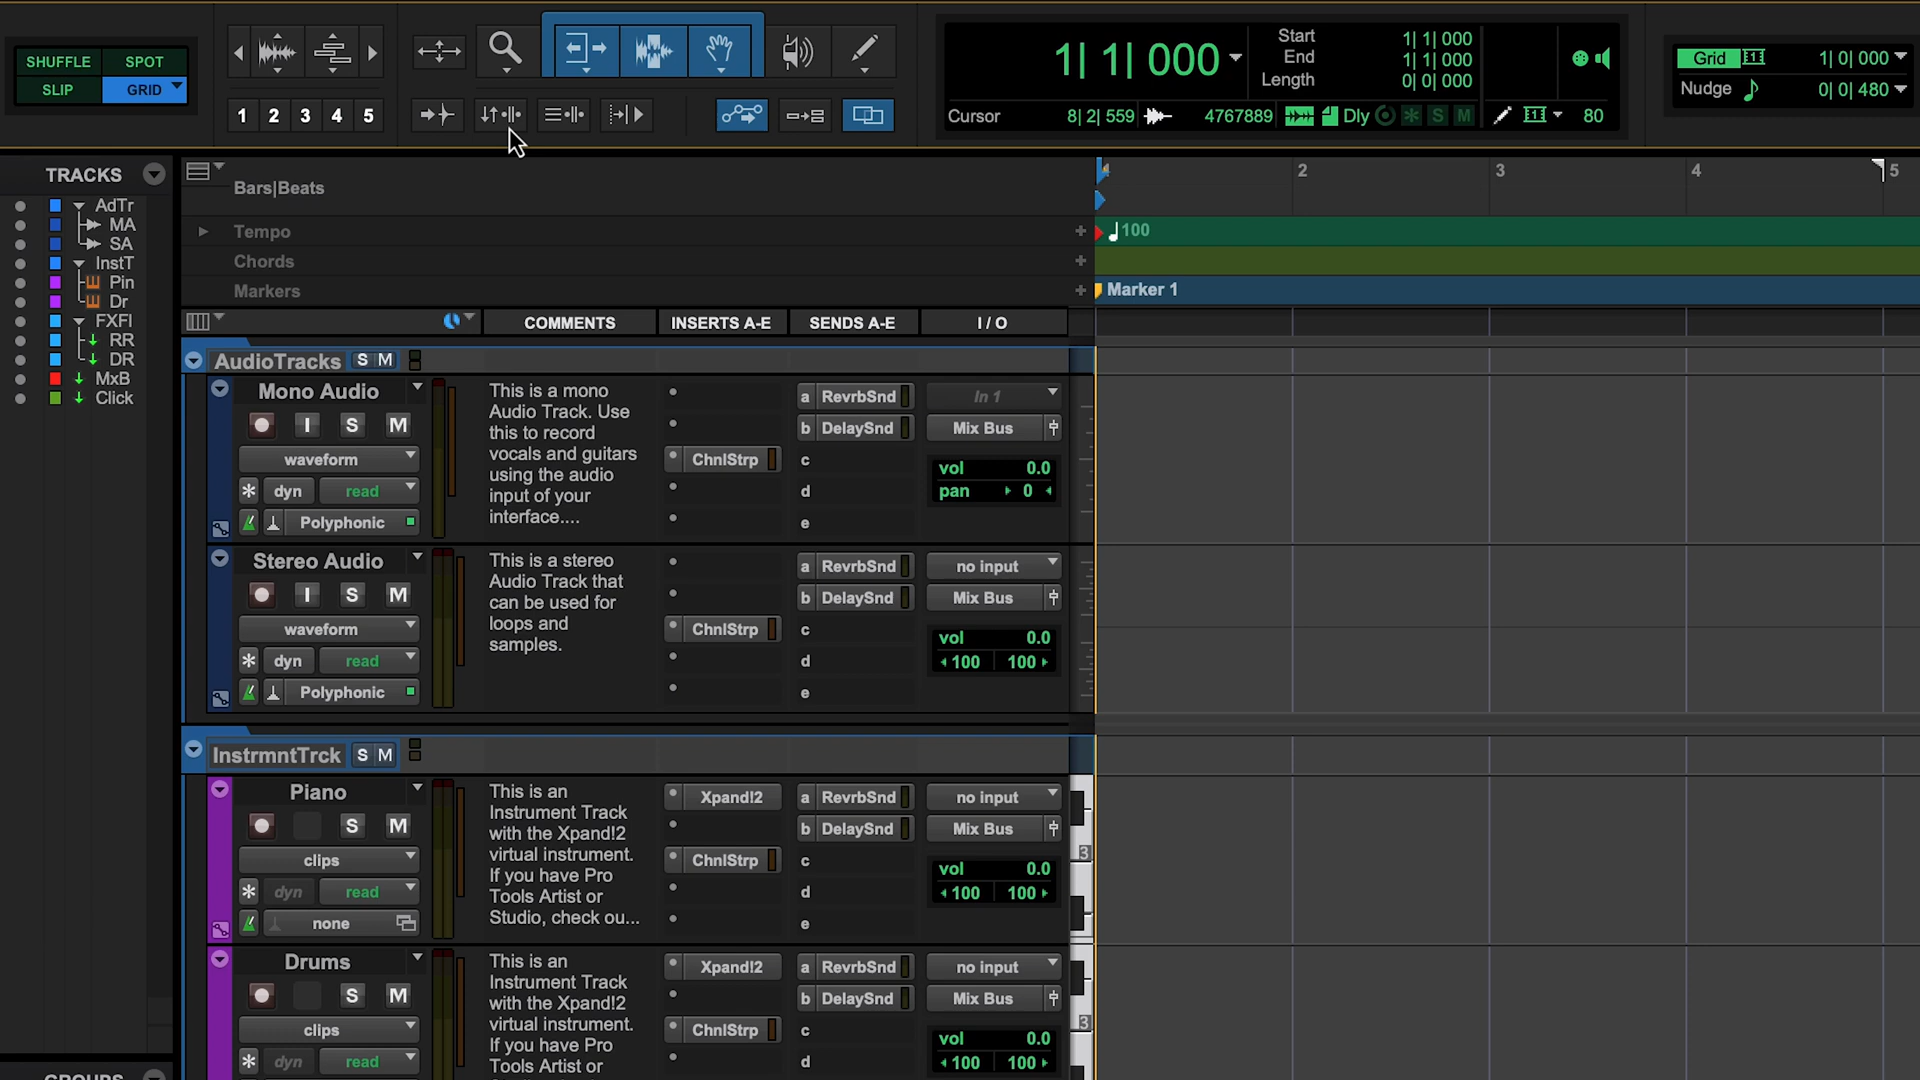 SHUFFLE SPOT
SLIP GRID
1 2 3 4 5
1| 1| 000
Start 1| 1| 000
End 1| 1| 000
Length 0| 0| 000
Cursor 8| 2| 559 4767889 Dly S M 80
Grid 1| 0| 000
Nudge 0| 0| 480
TRACKS
AdTr
MA
SA
InstT
Pin
Dr
FXFl
RR
DR
MxB
Click
GROUPS
Bars|Beats
2 3 4 5
Tempo + 100
Chords +
Markers + Marker 1
COMMENTS INSERTS A-E SENDS A-E I / O
AudioTracks S M
Mono Audio
I S M
waveform
dyn read
Polyphonic
This is a mono
Audio Track. Use
this to record
vocals and guitars
using the audio
input of your
interface....
ChnlStrp
a RevrbSnd
b DelaySnd
c
d
e
In 1
Mix Bus
vol 0.0
pan 0
Stereo Audio
I S M
waveform
dyn read
Polyphonic
This is a stereo
Audio Track that
can be used for
loops and
samples.
ChnlStrp
a RevrbSnd
b DelaySnd
c
d
e
no input
Mix Bus
vol 0.0
100 100
InstrmntTrck S M
Piano
S M
clips
dyn read
none
This is an
Instrument Track
with the Xpand!2
virtual instrument.
If you have Pro
Tools Artist or
Studio, check ou...
Xpand!2
ChnlStrp
a RevrbSnd
b DelaySnd
c
d
e
no input
Mix Bus
vol 0.0
100 100
3
Drums
S M
clips
dyn read
This is an
Instrument Track
with the Xpand!2
virtual instrument.
If you have Pro
Tools Artist or
Xpand!2
ChnlStrp
a RevrbSnd
b DelaySnd
c
d
no input
Mix Bus
vol 0.0
100 100
3